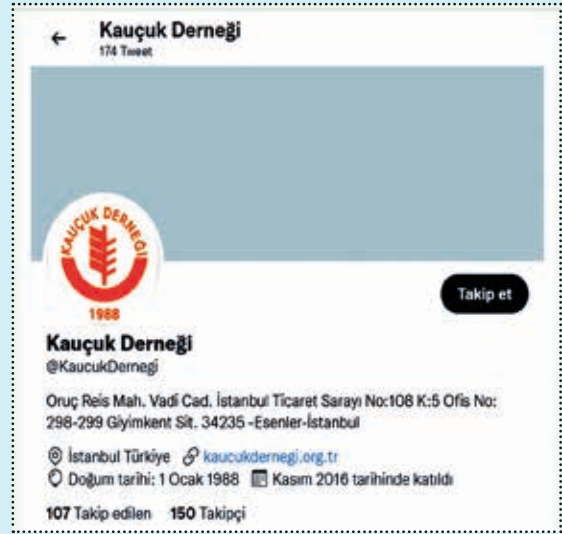 Kauçuk Derneği
174 Tweet
KAUÇUK DERNEĞİ
1988
Takip et
Kauçuk Derneği
@KaucukDernegi
Oruç Reis Mah. Vadi Cad. İstanbul Ticaret Sarayı No:108 K:5 Ofis No:
298-299 Giyimkent Sit. 34235 -Esenler-İstanbul
İstanbul Türkiye kaucukdernegi.org.tr
Doğum tarihi: 1 Ocak 1988 Kasım 2016 tarihinde katıldı
107 Takip edilen 150 Takipçi